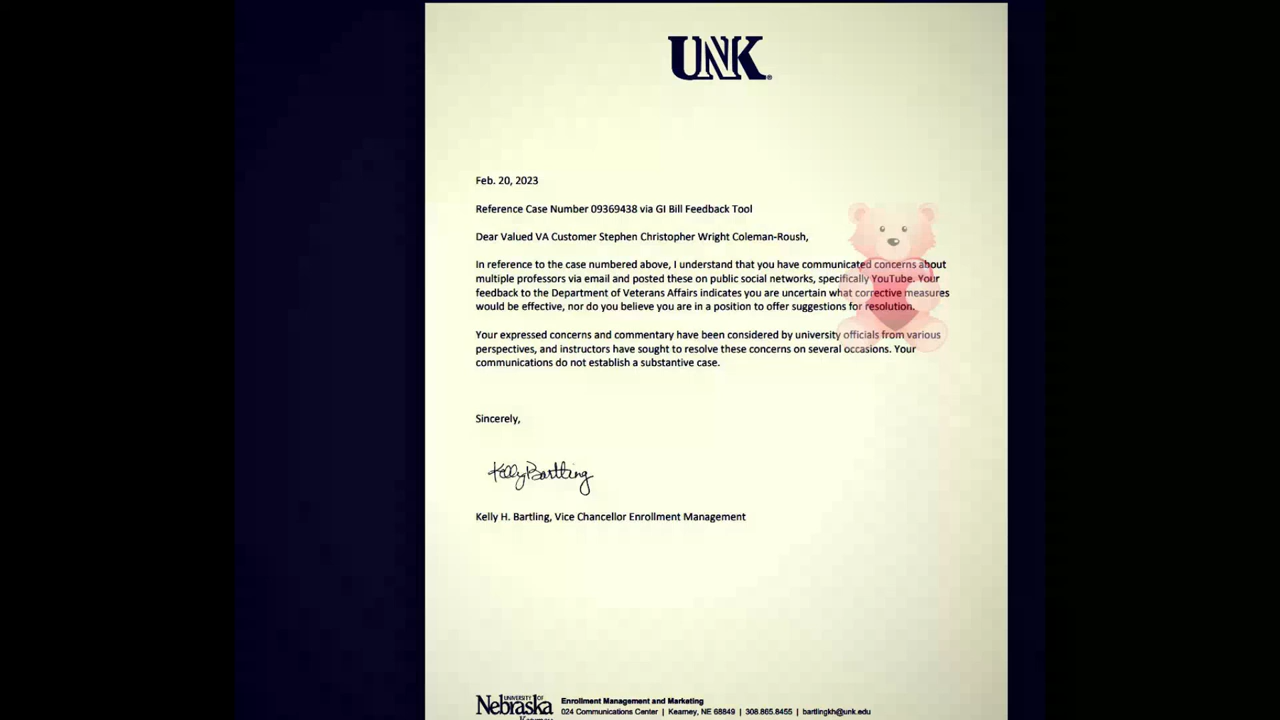 UNK
Feb. 20, 2023
Reference Case Number 09369438 via GI Bill Feedback Tool
Dear Valued VA Customer Stephen Christopher Wright Coleman-Roush,
In reference to the case numbered above, I understand that you have communicated concerns about
multiple professors via email and posted these on public social networks, specifically YouTube. Your
feedback to the Department of Veterans Affairs indicates you are uncertain what corrective measures
would be effective, nor do you believe you are in a position to offer suggestions for resolution.
Your expressed concerns and commentary have been considered by university officials from various
perspectives, and instructors have sought to resolve these concerns on several occasions. Your
communications do not establish a substantive case.
Sincerely,
Kelly Bartling
Kelly H. Bartling, Vice Chancellor Enrollment Management
UNIVERSITY OF
Nebraska
Kearney
Enrollment Management and Marketing
024 Communications Center | Kearney, NE 68849 | 308.865.8455 | bartlingkh@unk.edu